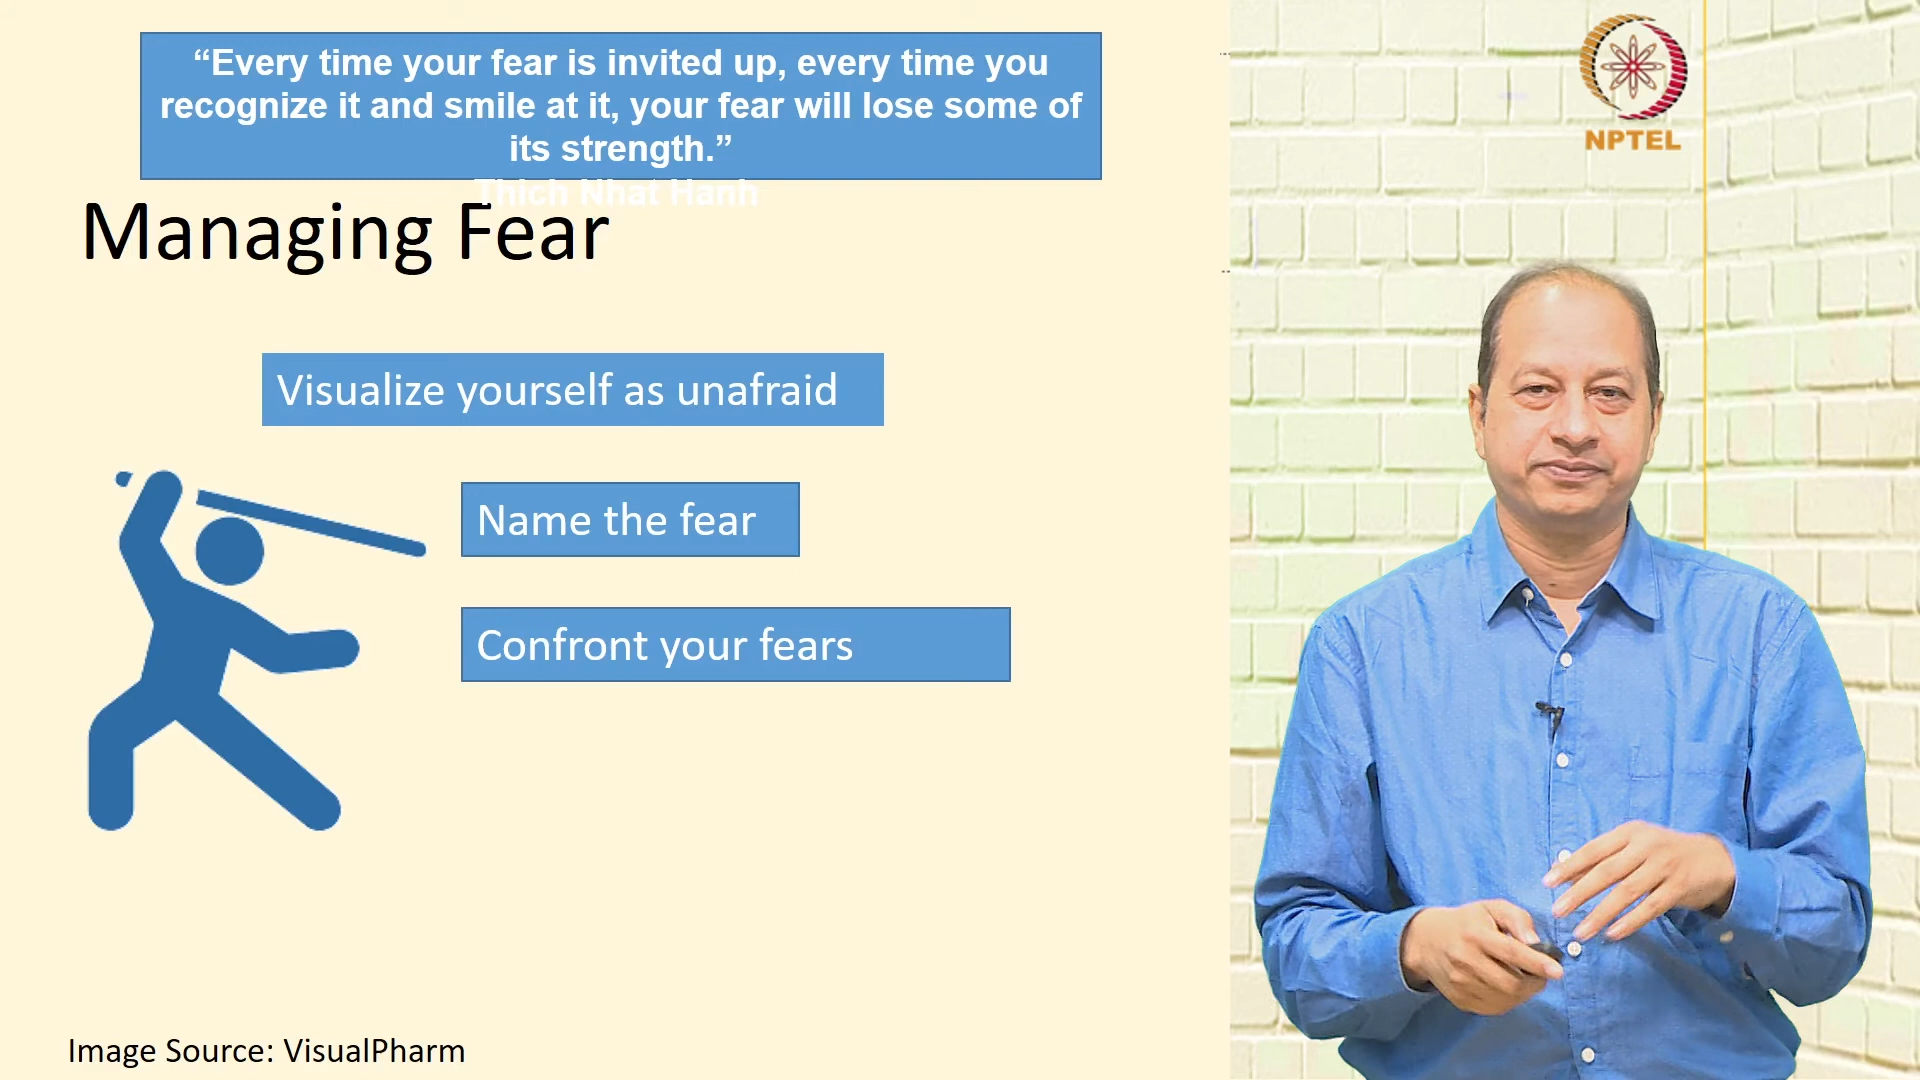 “Every time your fear is invited up, every time you
recognize it and smile at it, your fear will lose some of
its strength.”
Thich Nhat Hanh
Managing Fear
Visualize yourself as unafraid
Name the fear
Confront your fears
Image Source: VisualPharm
NPTEL